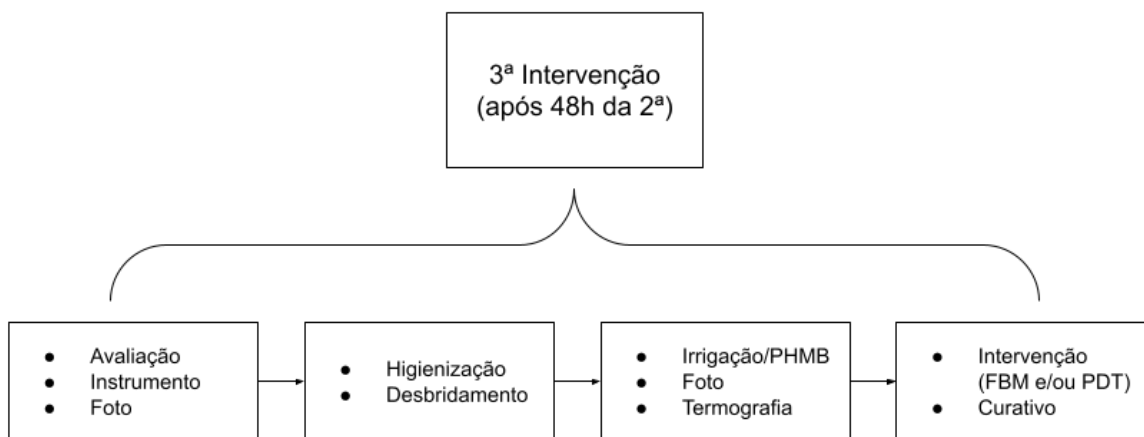 3ª Intervenção
(após 48h da 2ª)
● Avaliação
● Instrumento
● Foto
● Higienização
● Desbridamento
● Irrigação/PHMB
● Foto
● Termografia
● Intervenção
(FBM e/ou PDT)
● Curativo